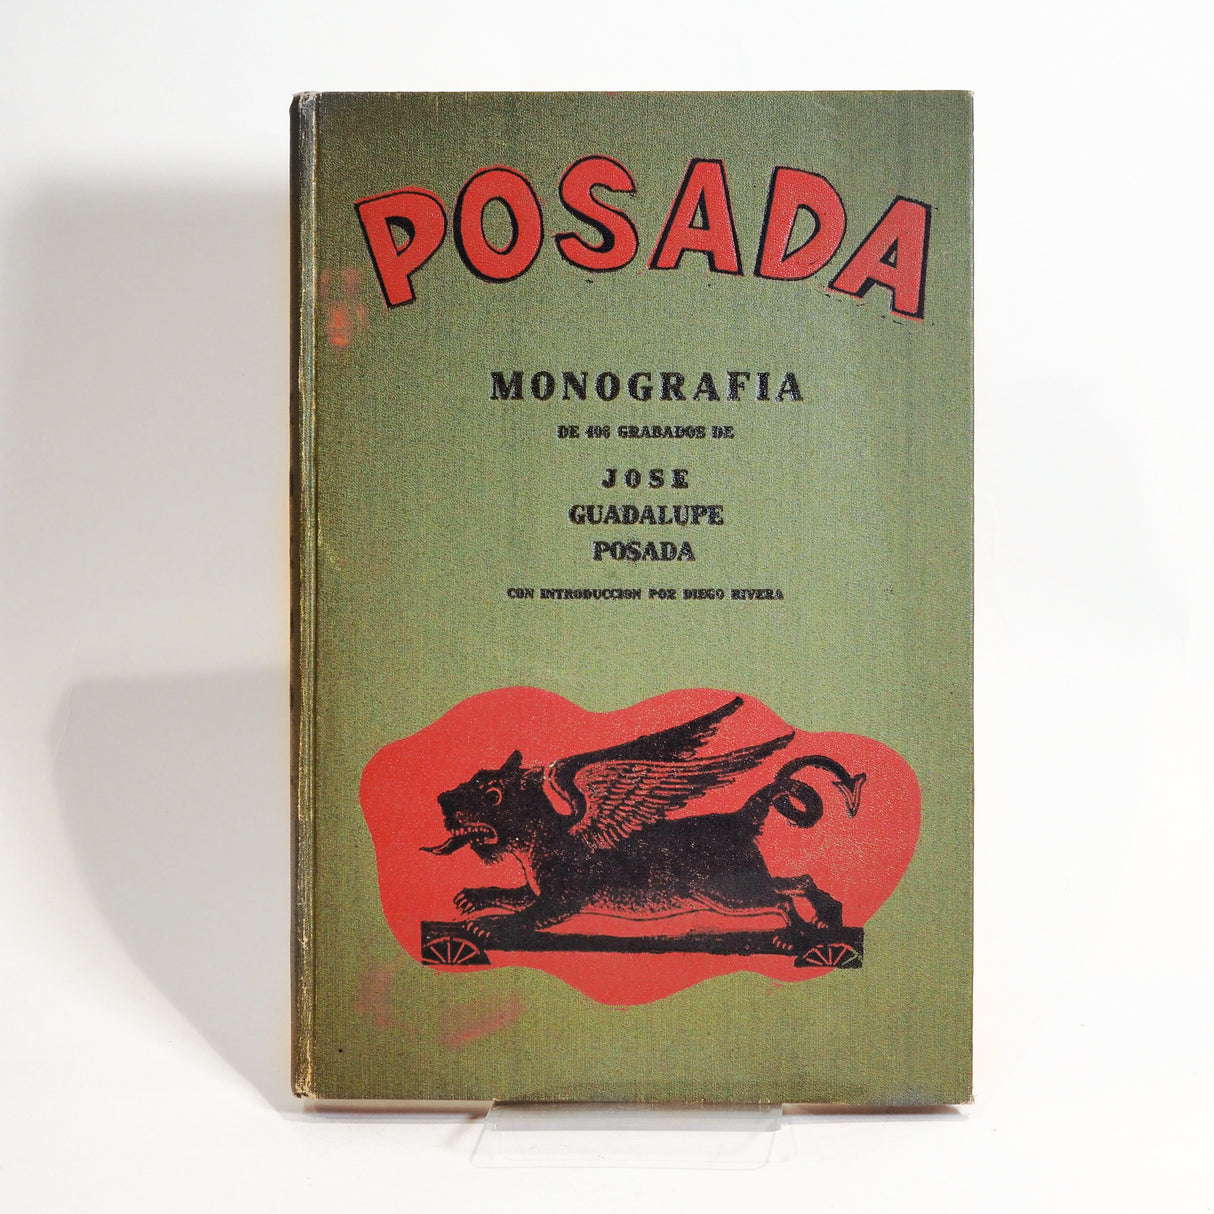 POSADA
MONOGRAFIA
DE 406 GRABADOS DE
JOSE
GUADALUPE
POSADA
CON INTRODUCCION POR DIEGO RIVERA